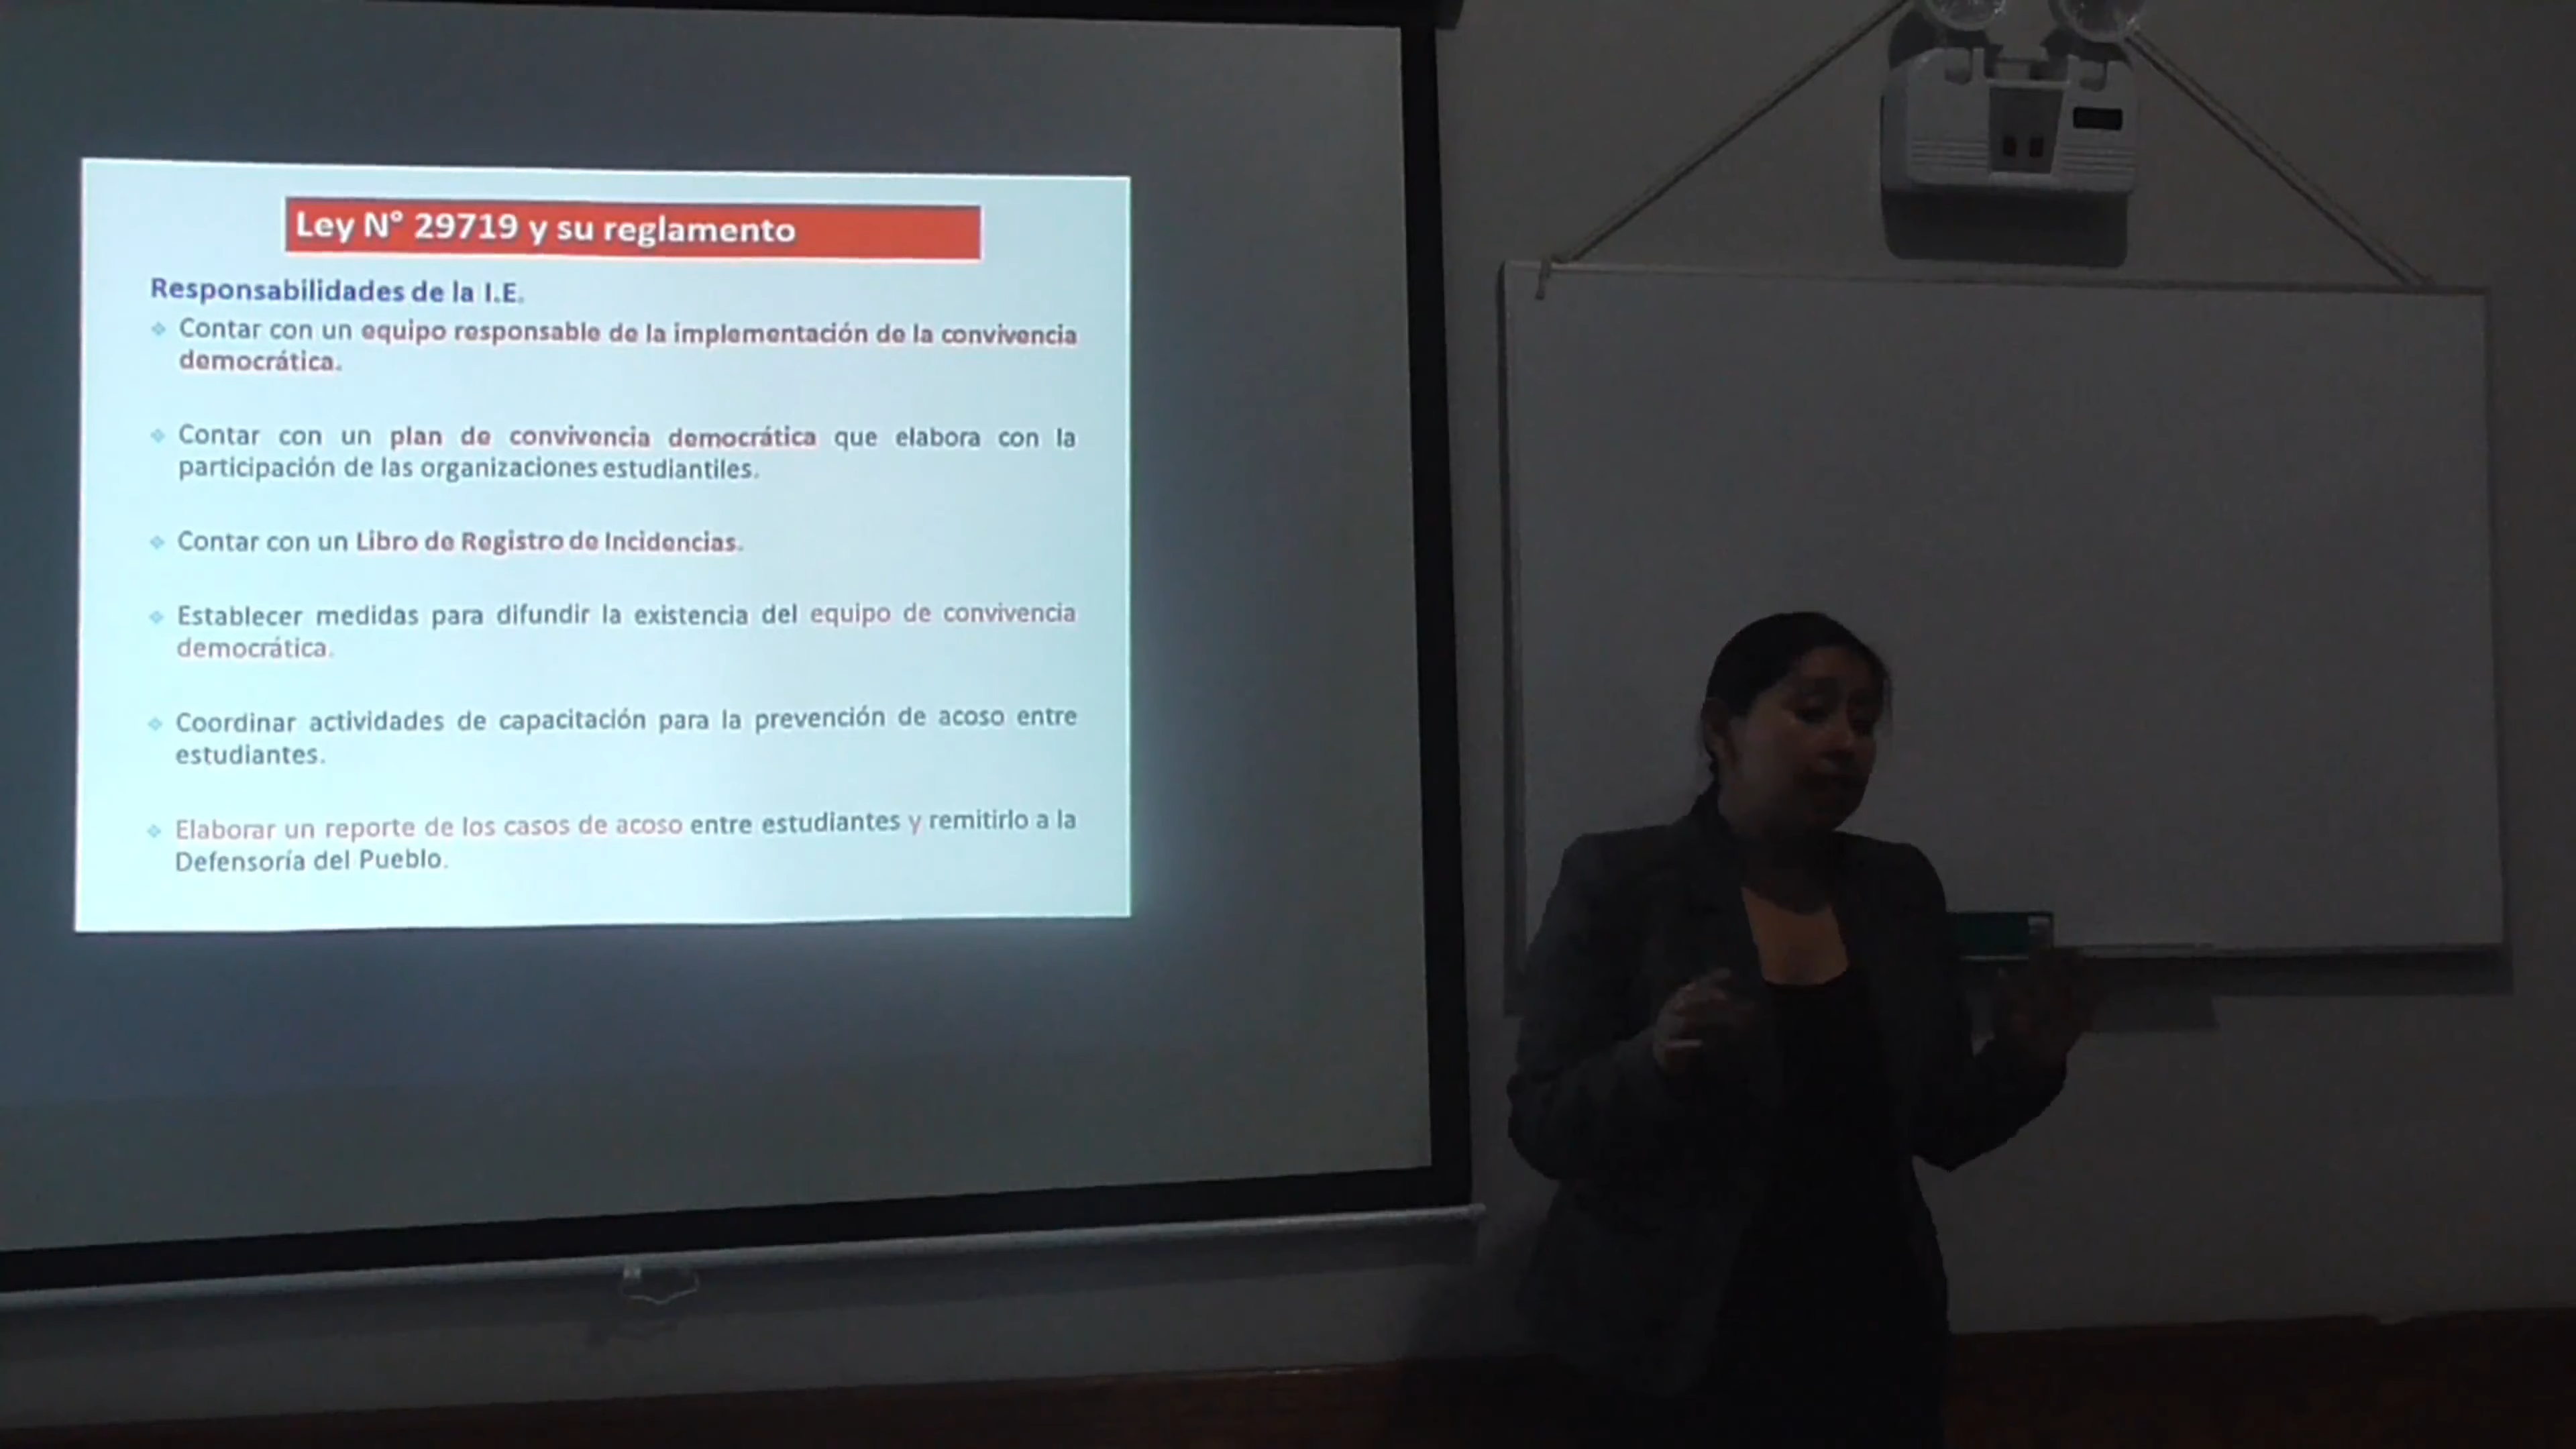 Ley N° 29719 y su reglamento
Responsabilidades de la I.E.
Contar con un equipo responsable de la implementación de la convivencia
democrática.
Contar con un plan de convivencia democrática que elabora con la
participación de las organizaciones estudiantiles.
Contar con un Libro de Registro de Incidencias.
Establecer medidas para difundir la existencia del equipo de convivencia
democrática.
Coordinar actividades de capacitación para la prevención de acoso entre
estudiantes.
Elaborar un reporte de los casos de acoso entre estudiantes y remitirlo a la
Defensoría del Pueblo.